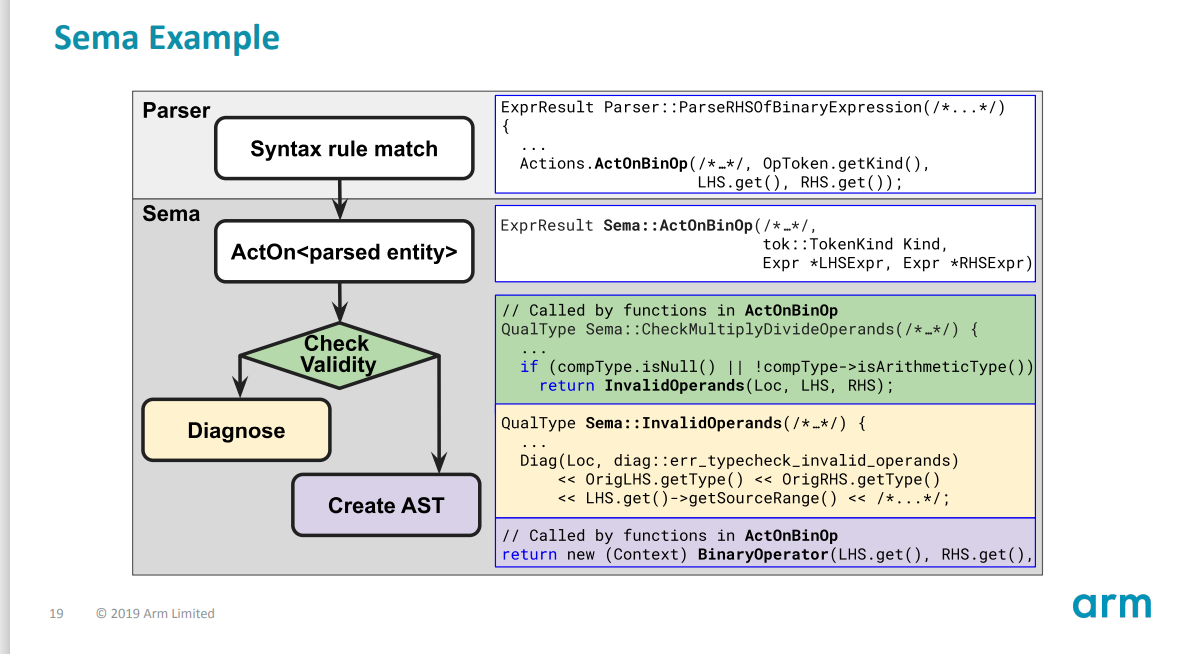 Sema Example
Parser
Syntax rule match
ExprResult Parser::ParseRHSOfBinaryExpression(/*...*/)
{
...
Actions.ActOnBinOp(/*…*/, OpToken.getKind(),
LHS.get(), RHS.get());
Sema
ActOn<parsed entity>
ExprResult Sema::ActOnBinOp(/*…*/,
tok::TokenKind Kind,
Expr *LHSExpr, Expr *RHSExpr)
Check
Validity
// Called by functions in ActOnBinOp
QualType Sema::CheckMultiplyDivideOperands(/*…*/) {
...
if (compType.isNull() || !compType->isArithmeticType())
return InvalidOperands(Loc, LHS, RHS);
Diagnose
QualType Sema::InvalidOperands(/*…*/) {
...
Diag(Loc, diag::err_typecheck_invalid_operands)
<< OrigLHS.getType() << OrigRHS.getType()
<< LHS.get()->getSourceRange() << /*...*/;
Create AST
// Called by functions in ActOnBinOp
return new (Context) BinaryOperator(LHS.get(), RHS.get(),
19 © 2019 Arm Limited
arm